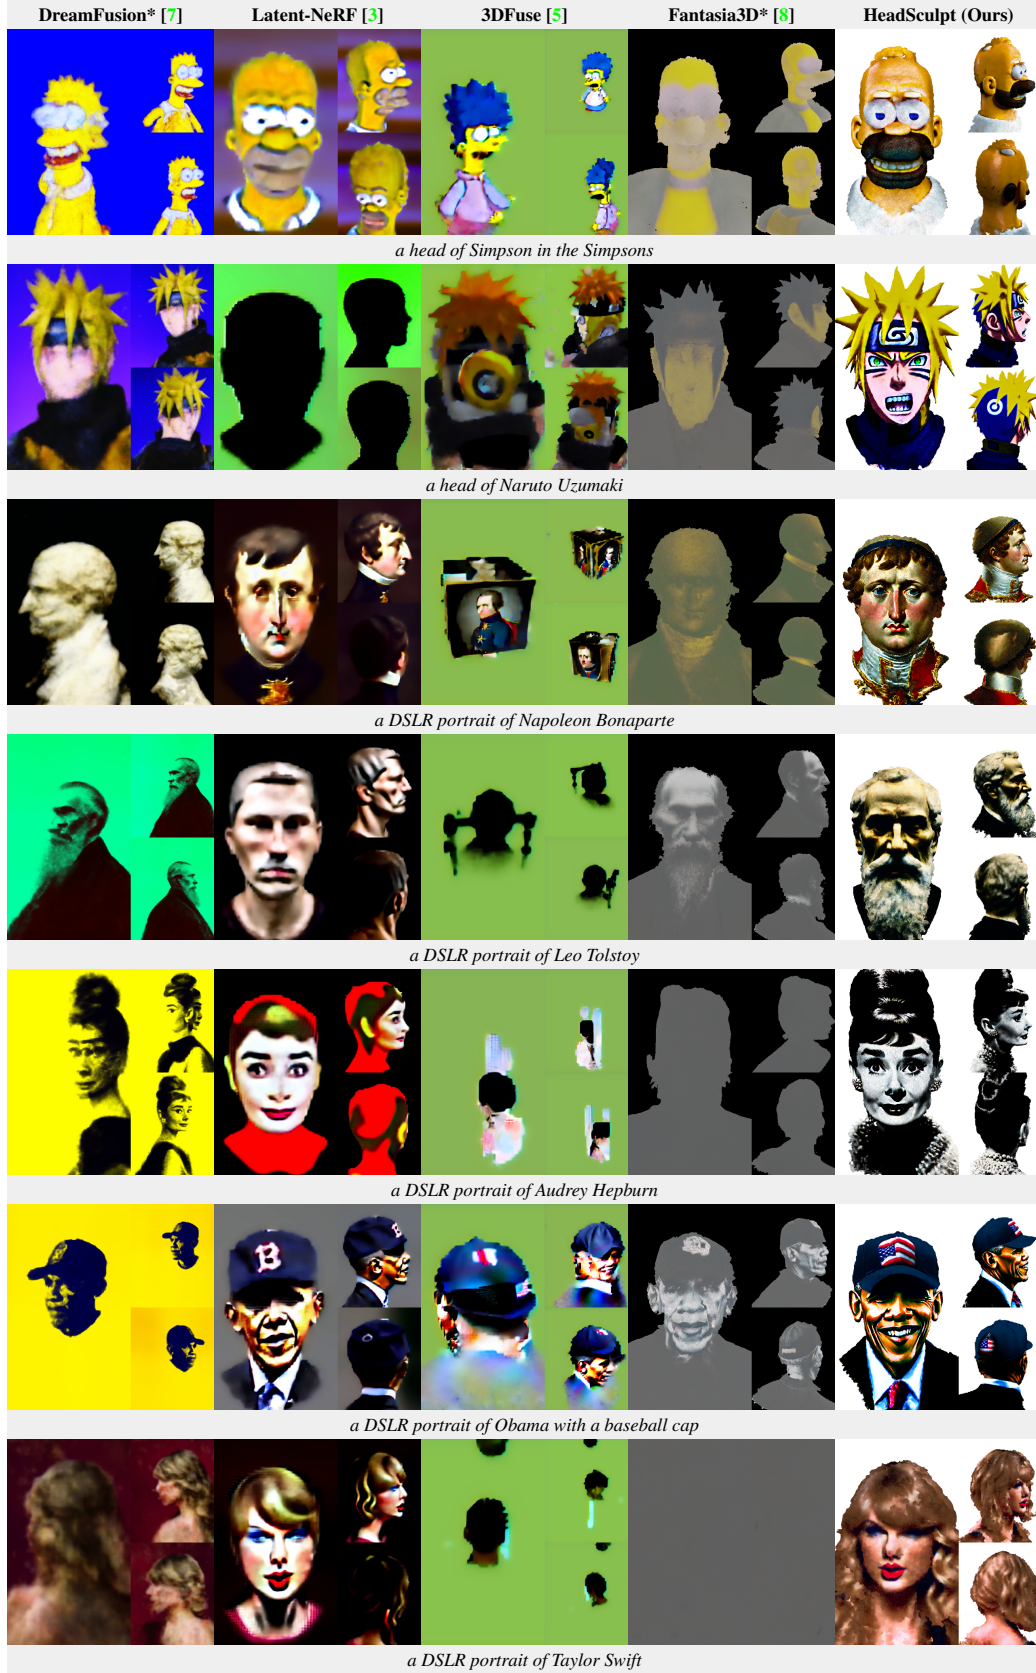 DreamFusion* [7] Latent-NeRF [3] 3DFuse [5] Fantasia3D* [8] HeadSculpt (Ours)
a head of Simpson in the Simpsons
a head of Naruto Uzumaki
a DSLR portrait of Napoleon Bonaparte
a DSLR portrait of Leo Tolstoy
a DSLR portrait of Audrey Hepburn
B
a DSLR portrait of Obama with a baseball cap
a DSLR portrait of Taylor Swift